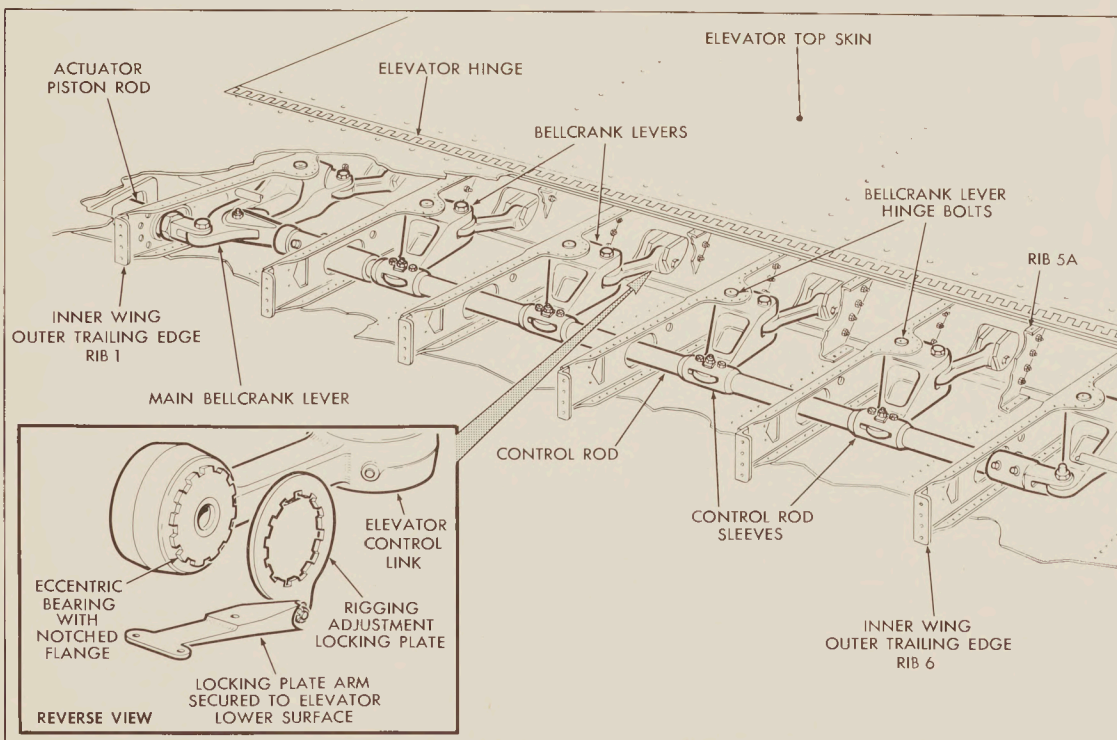 ELEVATOR TOP SKIN
ACTUATOR
PISTON ROD
ELEVATOR HINGE
BELLCRANK LEVERS
BELLCRANK LEVER
HINGE BOLTS
RIB 5A
INNER WING
OUTER TRAILING EDGE
RIB 1
MAIN BELLCRANK LEVER
CONTROL ROD
CONTROL ROD
SLEEVES
INNER WING
OUTER TRAILING EDGE
RIB 6
ELEVATOR
CONTROL
LINK
ECCENTRIC
BEARING
WITH
NOTCHED
FLANGE
RIGGING
ADJUSTMENT
LOCKING PLATE
LOCKING PLATE ARM
SECURED TO ELEVATOR
LOWER SURFACE
REVERSE VIEW